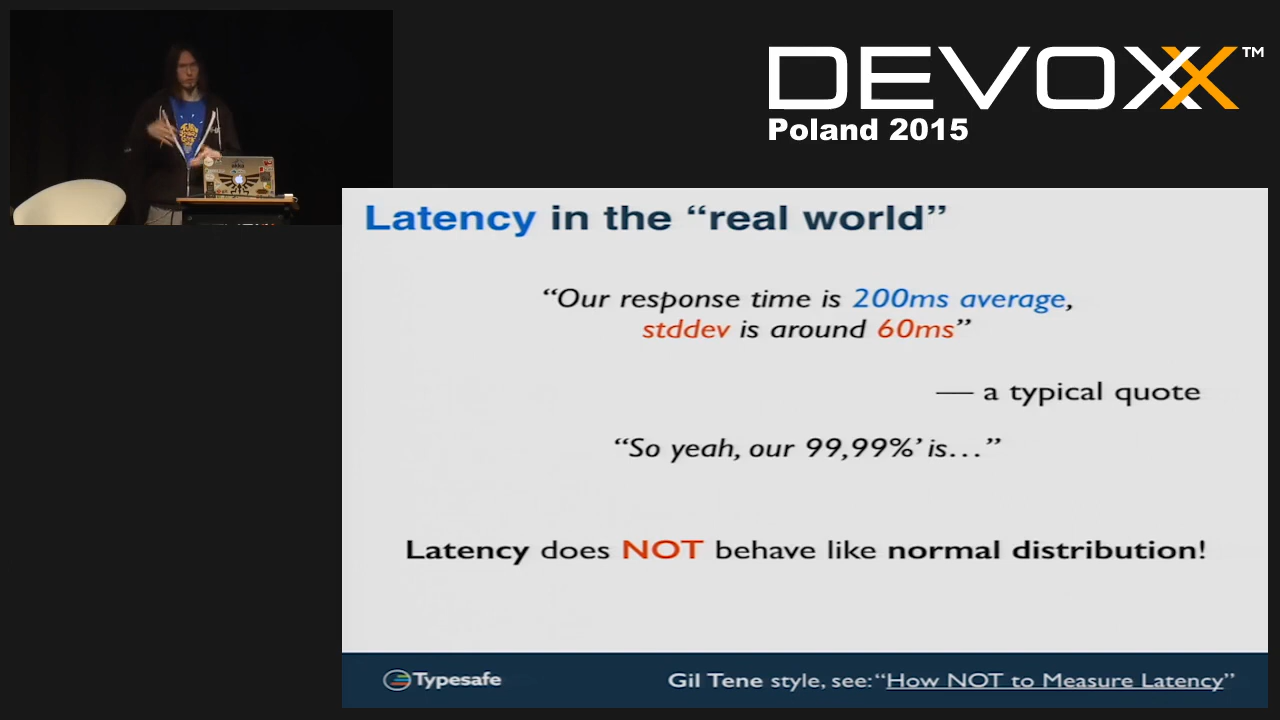 DEVOXX™
Poland 2015
Latency in the “real world”
“Our response time is 200ms average,
stddev is around 60ms”
— a typical quote
“So yeah, our 99,99%’ is…”
Latency does NOT behave like normal distribution!
Typesafe
Gil Tene style, see: “How NOT to Measure Latency”